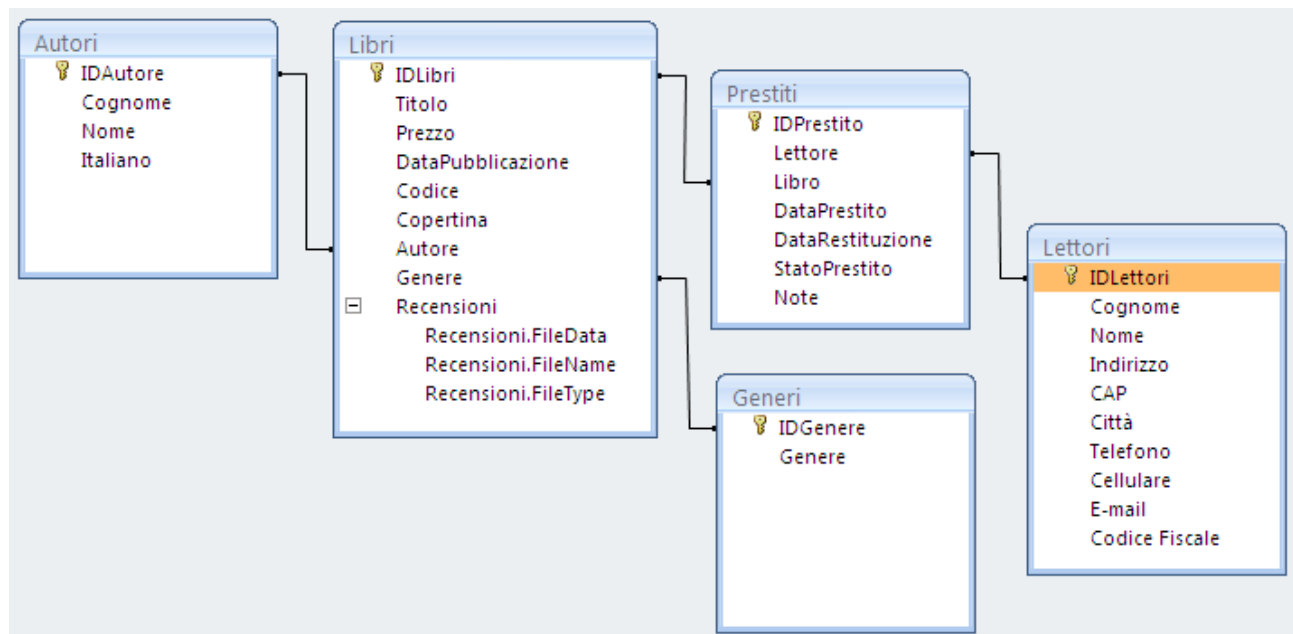 Autori
IDAutore
Cognome
Nome
Italiano
Libri
IDLibri
Titolo
Prezzo
DataPubblicazione
Codice
Copertina
Autore
Genere
Recensioni
Recensioni.FileData
Recensioni.FileName
Recensioni.FileType
Prestiti
IDPrestito
Lettore
Libro
DataPrestito
DataRestituzione
StatoPrestito
Note
Generi
IDGenere
Genere
Lettori
IDLettori
Cognome
Nome
Indirizzo
CAP
Città
Telefono
Cellulare
E-mail
Codice Fiscale